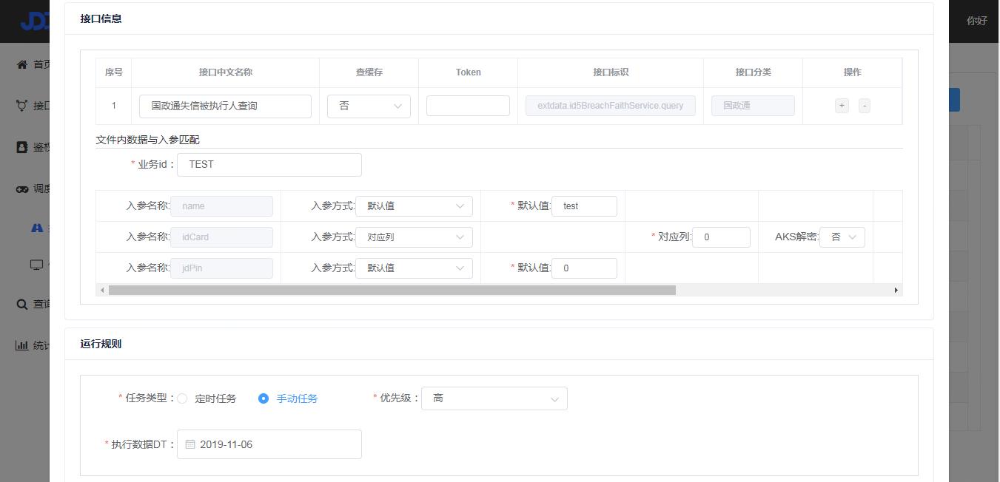 你好
首页
接口
查询
接口信息
序号 接口中文名称 查缓存 Token 接口标识 接口分类 操作
1 国政通失信被执行人查询 否 extdata.id5BreachFaithService.query 国政通 + -
文件内数据与入参匹配
* 业务id : TEST
入参名称: name 入参方式: 默认值 * 默认值: test
入参名称: idCard 入参方式: 对应列 * 对应列: 0 AKS解密: 否
入参名称: jdPin 入参方式: 默认值 * 默认值: 0
运行规则
* 任务类型 : 定时任务 手动任务 * 优先级 : 高
* 执行数据DT : 2019-11-06